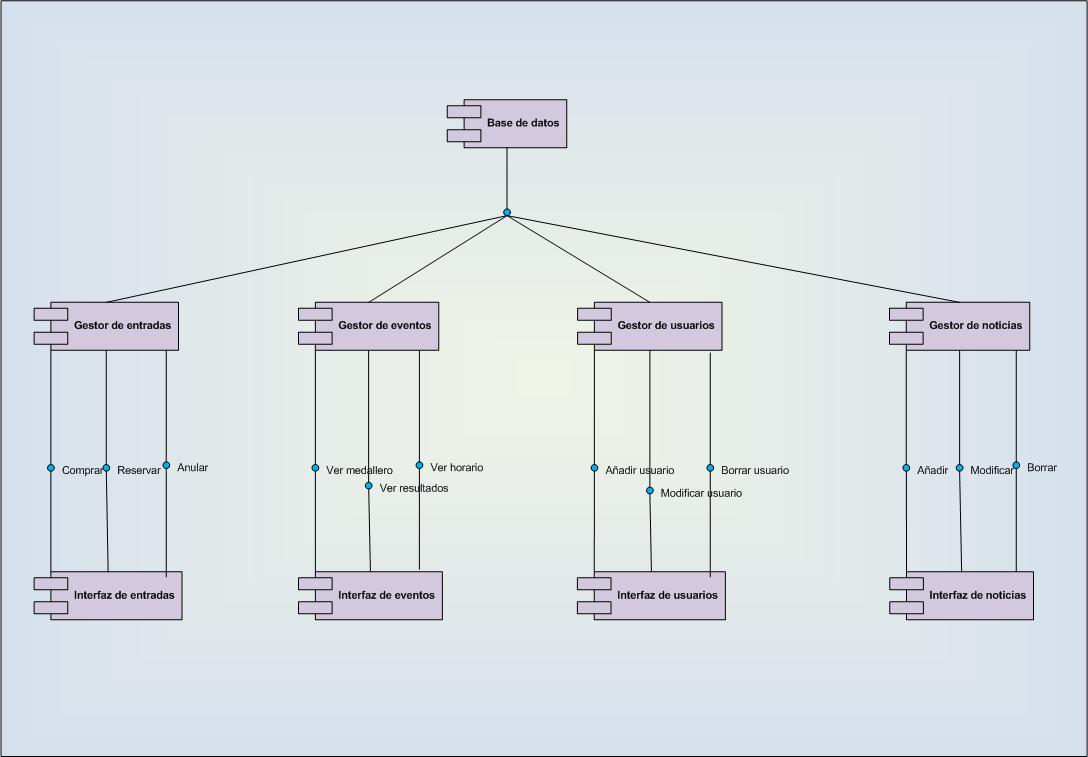 Base de datos
Gestor de entradas
Gestor de eventos
Gestor de usuarios
Gestor de noticias
Comprar
Reservar
Anular
Ver medallero
Ver resultados
Ver horario
Añadir usuario
Modificar usuario
Borrar usuario
Añadir
Modificar
Borrar
Interfaz de entradas
Interfaz de eventos
Interfaz de usuarios
Interfaz de noticias